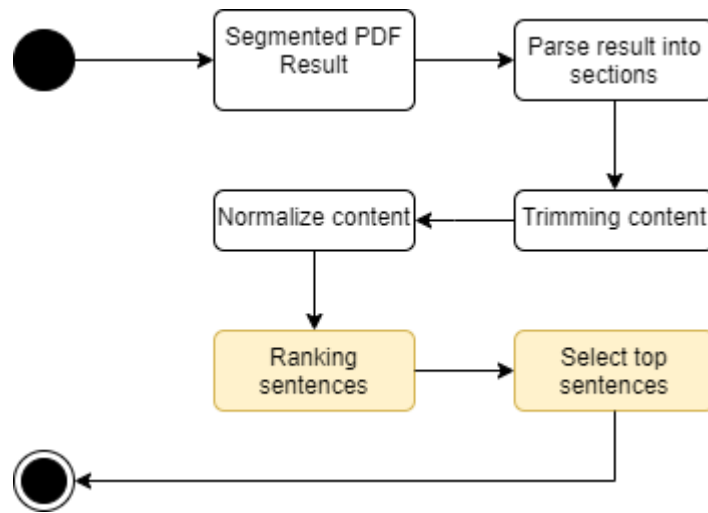 Segmented PDF
Result
Parse result into
sections
Trimming content
Normalize content
Ranking
sentences
Select top
sentences